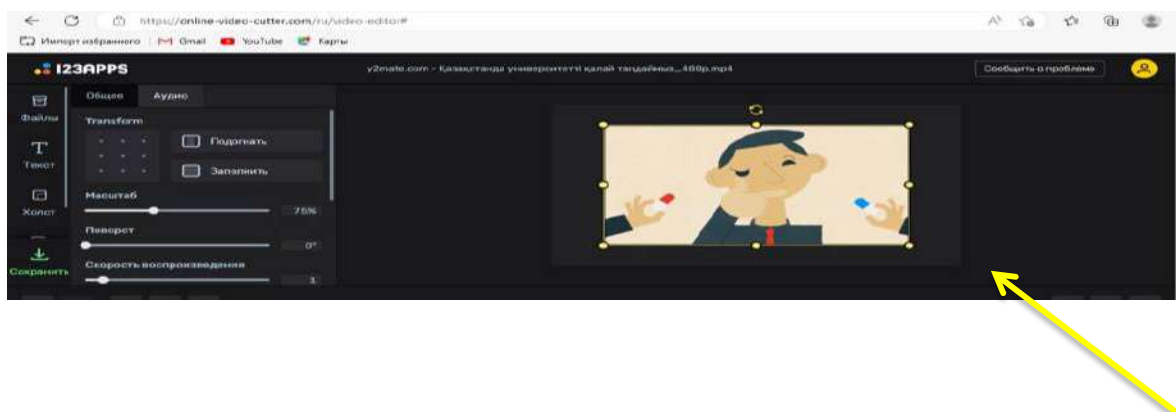 https://online-video-cutter.com/ru/video-editor#
Импорт избранного Gmail YouTube Карты
123APPS
y2mate.com - Қазақстанда университетті қалай таңдаймыз_480p.mp4
Сообщить о проблеме
Файлы
Общее Аудио
Transform
Текст
Подогнать
Заполнить
Холст
Масштаб
75%
Поворот
0°
Сохранить
Скорость воспроизведения
1